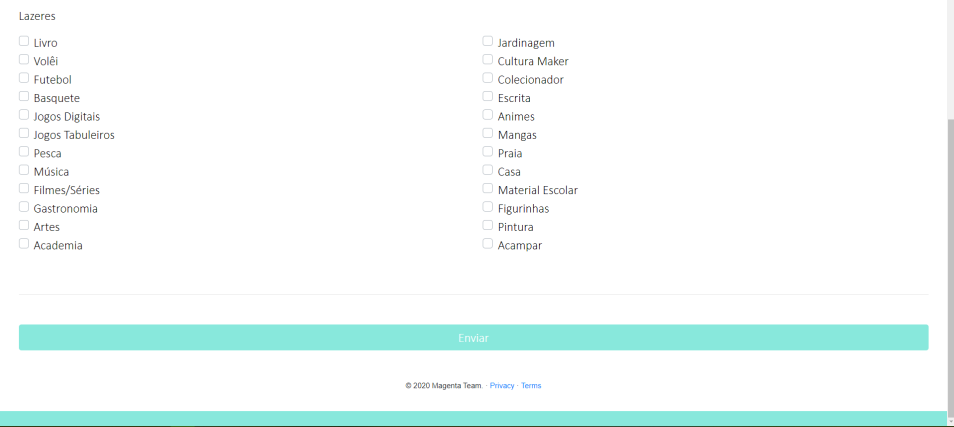 Lazeres
Livro
Volêi
Futebol
Basquete
Jogos Digitais
Jogos Tabuleiros
Pesca
Música
Filmes/Séries
Gastronomia
Artes
Academia
Jardinagem
Cultura Maker
Colecionador
Escrita
Animes
Mangas
Praia
Casa
Material Escolar
Figurinhas
Pintura
Acampar
Enviar
© 2020 Magenta Team. · Privacy · Terms